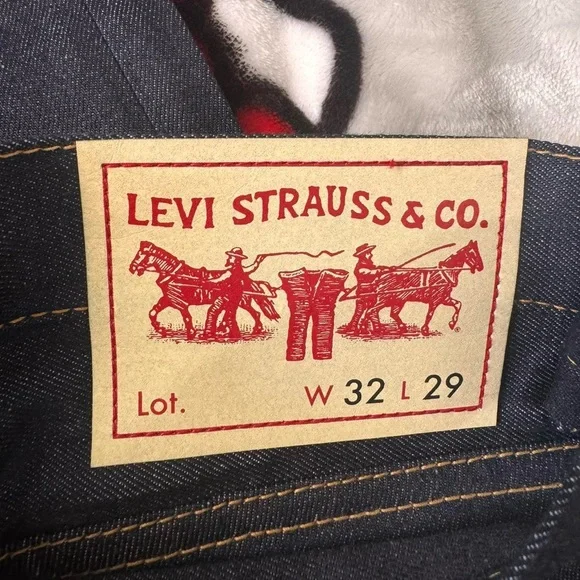 LEVI STRAUSS & CO.
Lot. W 32 L 29